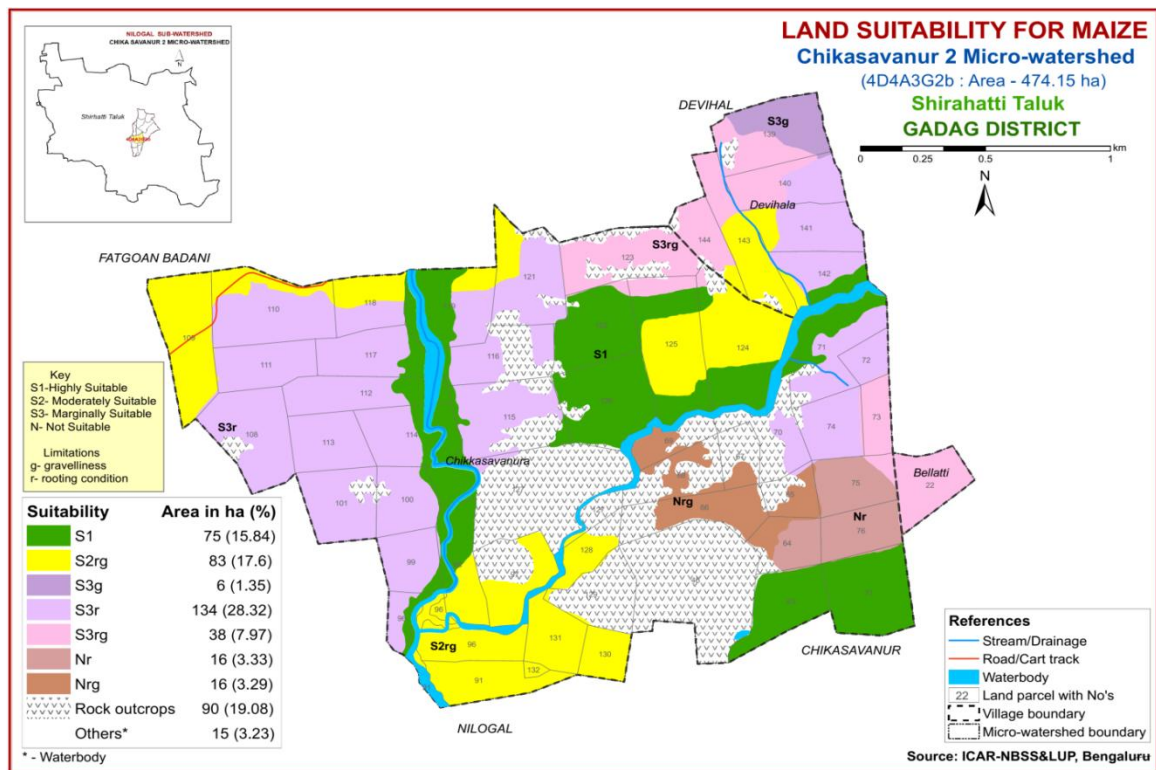 NILOGAL SUB-WATERSHED
CHIKA SAVANUR 2 MICRO-WATERSHED
N
Shirhatti Taluk
LAND SUITABILITY FOR MAIZE
Chikasavanur 2 Micro-watershed
(4D4A3G2b : Area - 474.15 ha)
Shirahatti Taluk
GADAG DISTRICT
km
0 0.25 0.5 1
N
DEVIHAL
S3g
139
140
Devihala
141
143
144
142
S3rg
123
121
FATGOAN BADANI
110
118
109
111
117
116
S1
125
124
71
72
112
115
73
74
70
S3r
108
113
114
Chikkasavanura
69
101
100
127
Nrg
66
75
Bellatti
22
Nr
76
64
99
128
129
96
S2rg
96
131
130
132
91
CHIKASAVANUR
NILOGAL
Key
S1-Highly Suitable
S2- Moderately Suitable
S3- Marginally Suitable
N- Not Suitable
Limitations
g- gravelliness
r- rooting condition
Suitability Area in ha (%)
S1 75 (15.84)
S2rg 83 (17.6)
S3g 6 (1.35)
S3r 134 (28.32)
S3rg 38 (7.97)
Nr 16 (3.33)
Nrg 16 (3.29)
Rock outcrops 90 (19.08)
Others* 15 (3.23)
* - Waterbody
References
Stream/Drainage
Road/Cart track
Waterbody
22 Land parcel with No's
Village boundary
Micro-watershed boundary
Source: ICAR-NBSS&LUP, Bengaluru